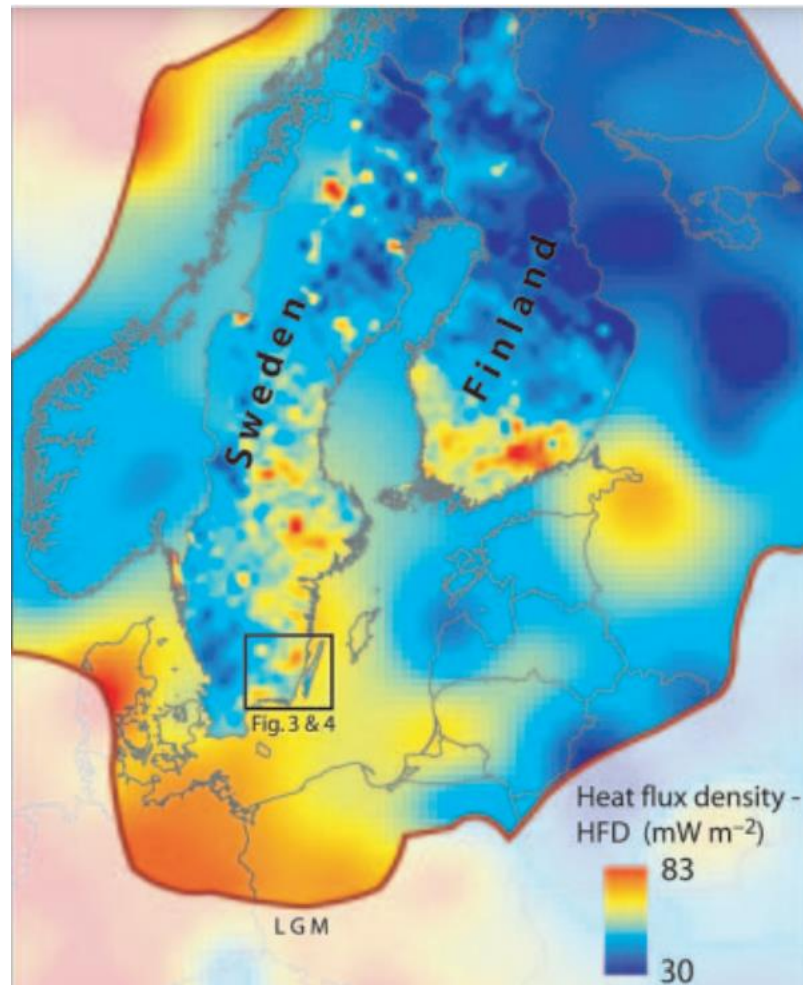 Sweden
Finland
Fig. 3 & 4
Heat flux density -
HFD (mW m⁻²)
83
30
LGM